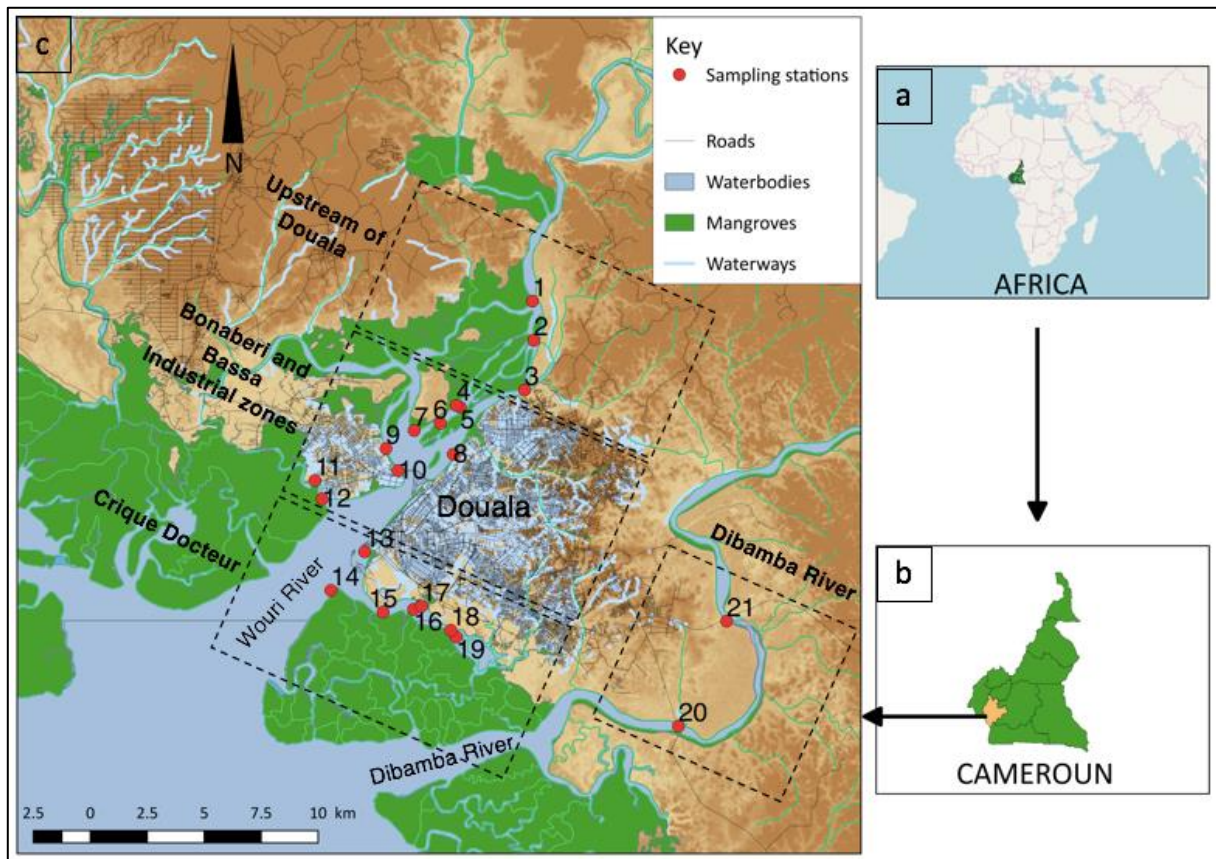 c
N
Key
Sampling stations
Roads
Waterbodies
Mangroves
Waterways
Upstream of
Douala
Bonaberi and
Bassa
Industrial zones
Crique Docteur
Wouri River
Douala
Dibamba River
Dibamba River
1
2
3
4
5
6
7
8
9
10
11
12
13
14
15
16
17
18
19
20
21
2.5 0 2.5 5 7.5 10 km
a
AFRICA
b
CAMEROUN